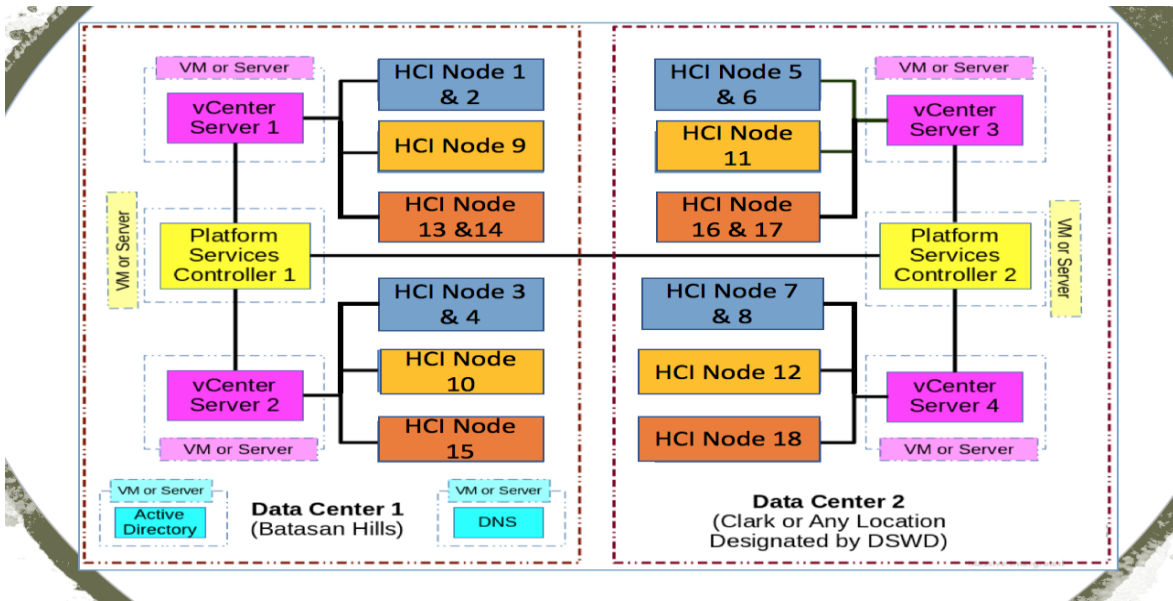 VM or Server
vCenter
Server 1
HCI Node 1
& 2
HCI Node 9
HCI Node
13 &14
VM or Server
Platform
Services
Controller 1
HCI Node 3
& 4
HCI Node
10
HCI Node
15
vCenter
Server 2
VM or Server
VM or Server
Active
Directory
Data Center 1
(Batasan Hills)
VM or Server
DNS
HCI Node 5
& 6
HCI Node
11
HCI Node
16 & 17
VM or Server
vCenter
Server 3
Platform
Services
Controller 2
VM or Server
HCI Node 7
& 8
HCI Node 12
HCI Node 18
vCenter
Server 4
VM or Server
Data Center 2
(Clark or Any Location
Designated by DSWD)